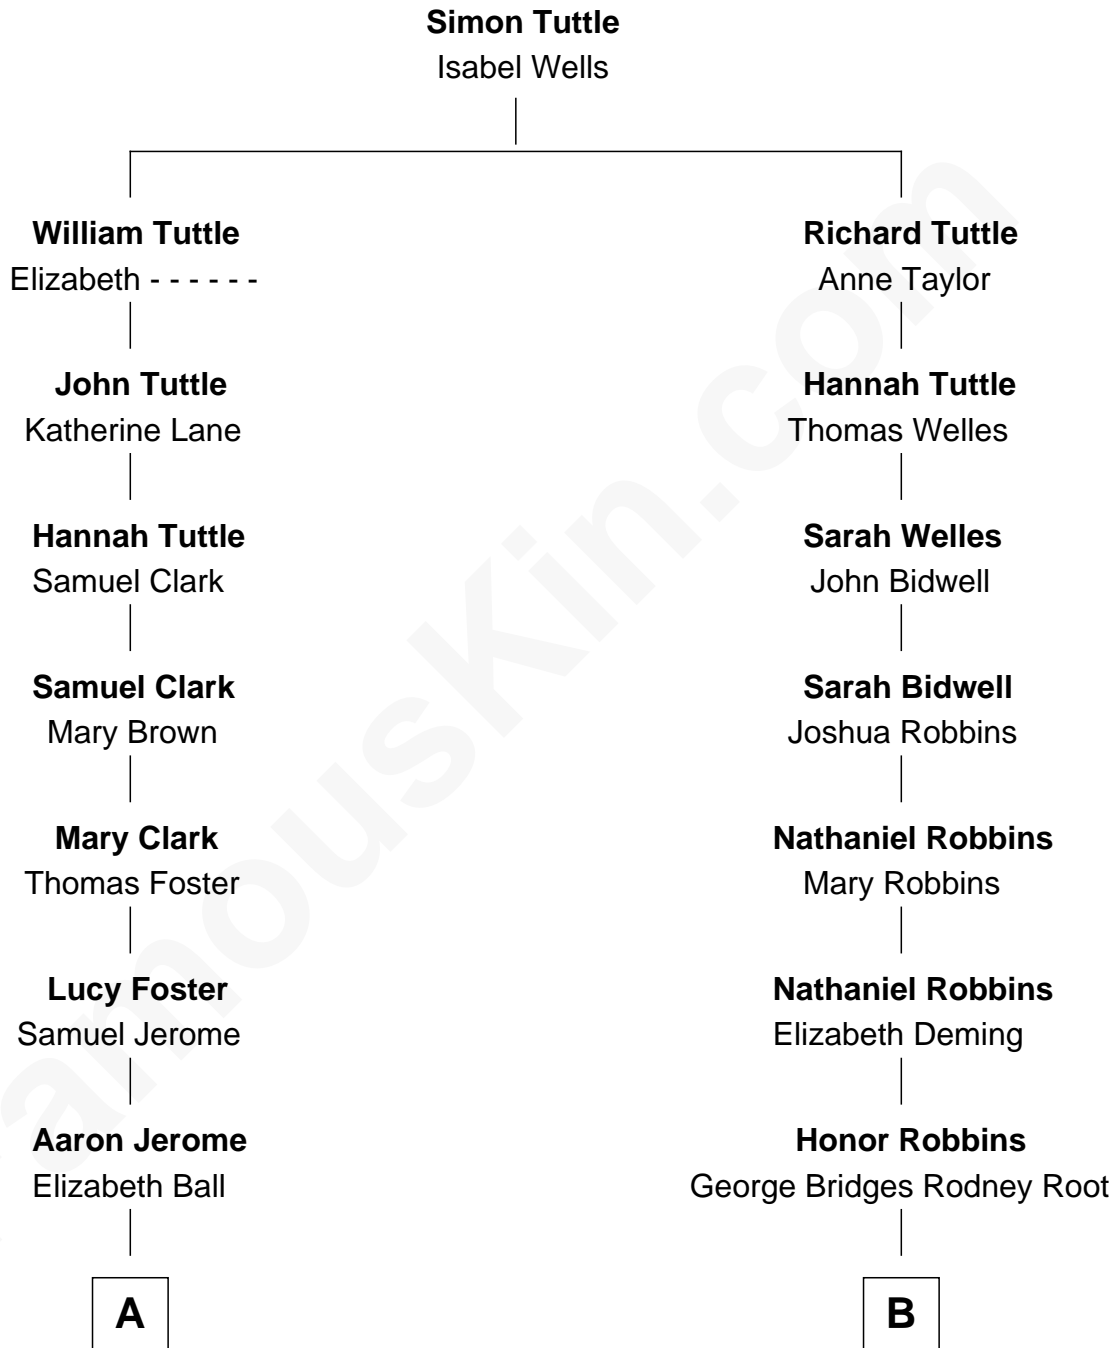 Simon Tuttle
Isabel Wells
William Tuttle
Elizabeth - - - - - -
Richard Tuttle
Anne Taylor
John Tuttle
Katherine Lane
Hannah Tuttle
Thomas Welles
Hannah Tuttle
Samuel Clark
Sarah Welles
John Bidwell
Samuel Clark
Mary Brown
Sarah Bidwell
Joshua Robbins
Mary Clark
Thomas Foster
Nathaniel Robbins
Mary Robbins
Lucy Foster
Samuel Jerome
Nathaniel Robbins
Elizabeth Deming
Aaron Jerome
Elizabeth Ball
Honor Robbins
George Bridges Rodney Root
A
B
amouskin.com